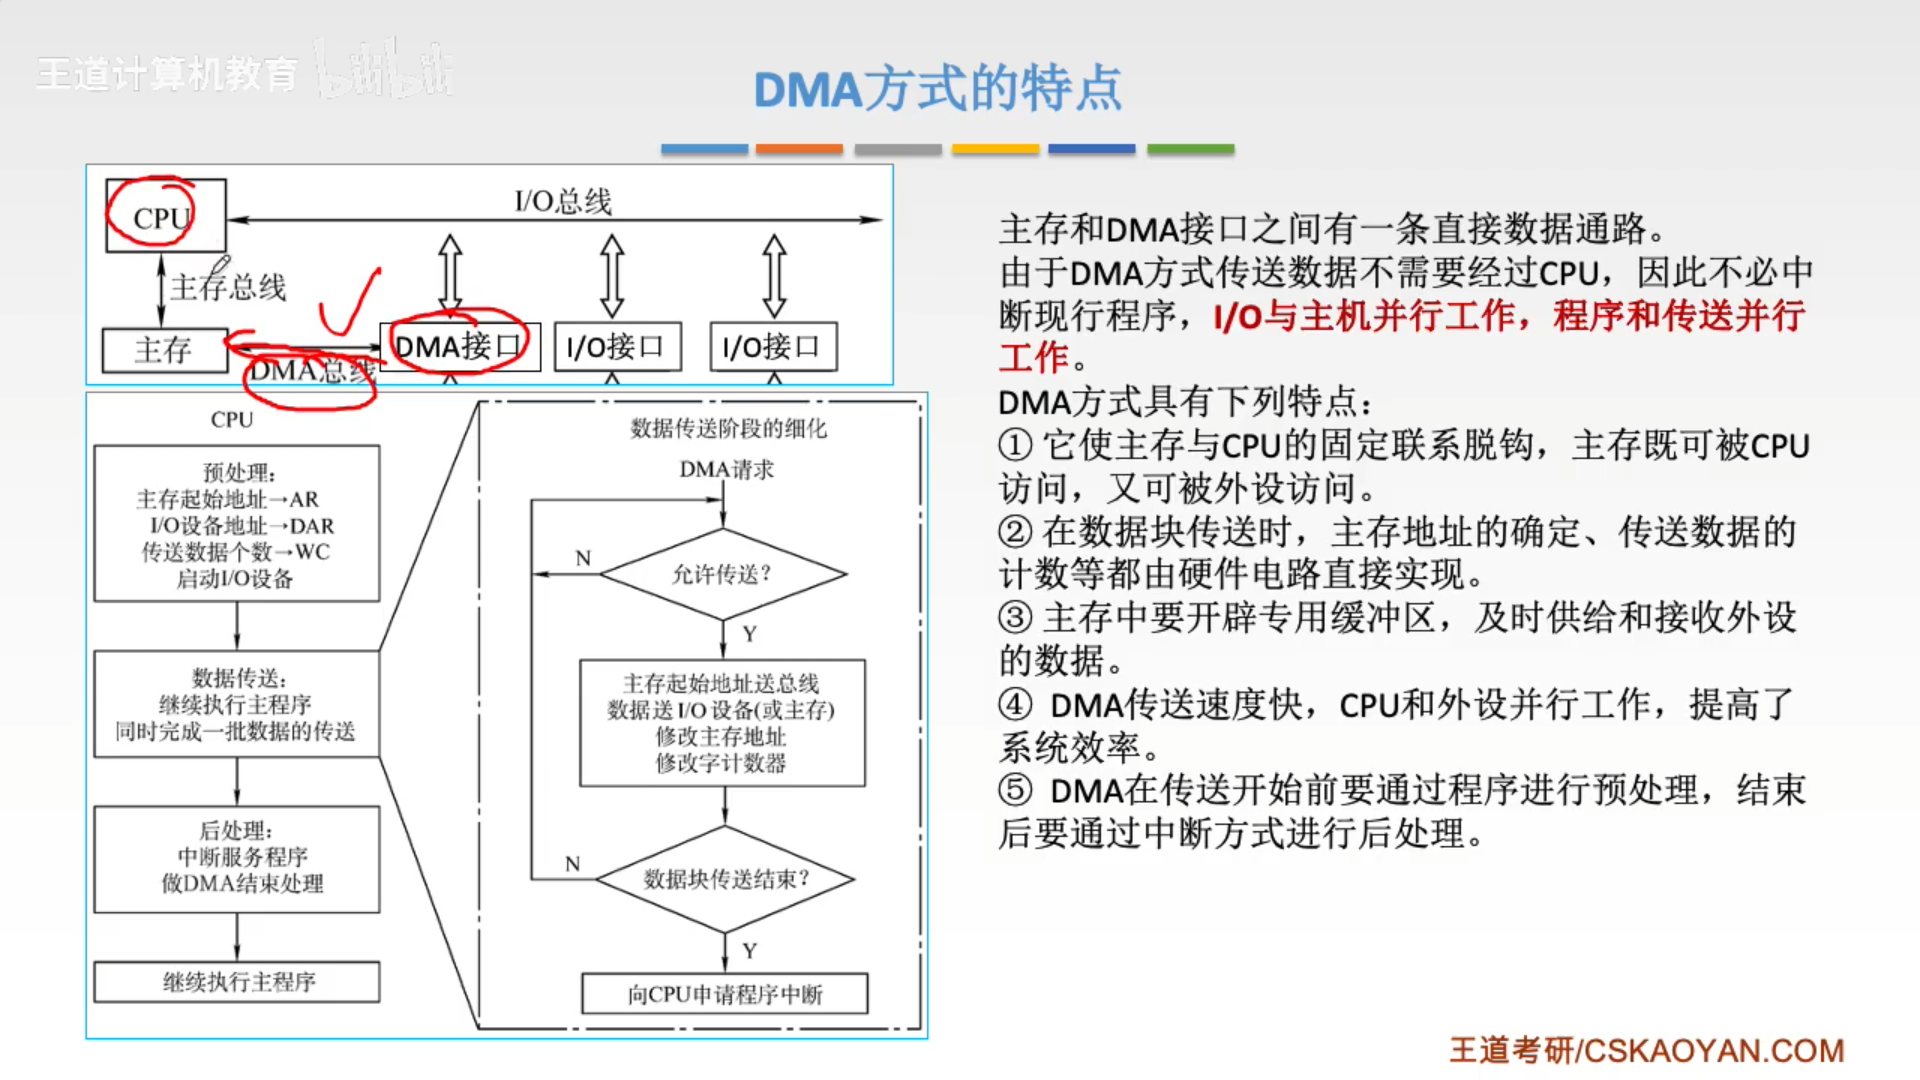 王道计算机教育 bilibili
DMA方式的特点
CPU
I/O总线
主存总线
主存
DMA总线
DMA接口
I/O接口
I/O接口
主存和DMA接口之间有一条直接数据通路。
由于DMA方式传送数据不需要经过CPU，因此不必中
断现行程序，I/O与主机并行工作，程序和传送并行
工作。
DMA方式具有下列特点：
① 它使主存与CPU的固定联系脱钩，主存既可被CPU
访问，又可被外设访问。
② 在数据块传送时，主存地址的确定、传送数据的
计数等都由硬件电路直接实现。
③ 主存中要开辟专用缓冲区，及时供给和接收外设
的数据。
④ DMA传送速度快，CPU和外设并行工作，提高了
系统效率。
⑤ DMA在传送开始前要通过程序进行预处理，结束
后要通过中断方式进行后处理。
CPU
预处理：
主存起始地址→AR
I/O设备地址→DAR
传送数据个数→WC
启动I/O设备
数据传送：
继续执行主程序
同时完成一批数据的传送
后处理：
中断服务程序
做DMA结束处理
继续执行主程序
数据传送阶段的细化
DMA请求
允许传送？
N
Y
主存起始地址送总线
数据送I/O设备(或主存)
修改主存地址
修改字计数器
数据块传送结束？
N
Y
向CPU申请程序中断
王道考研/CSKAOYAN.COM